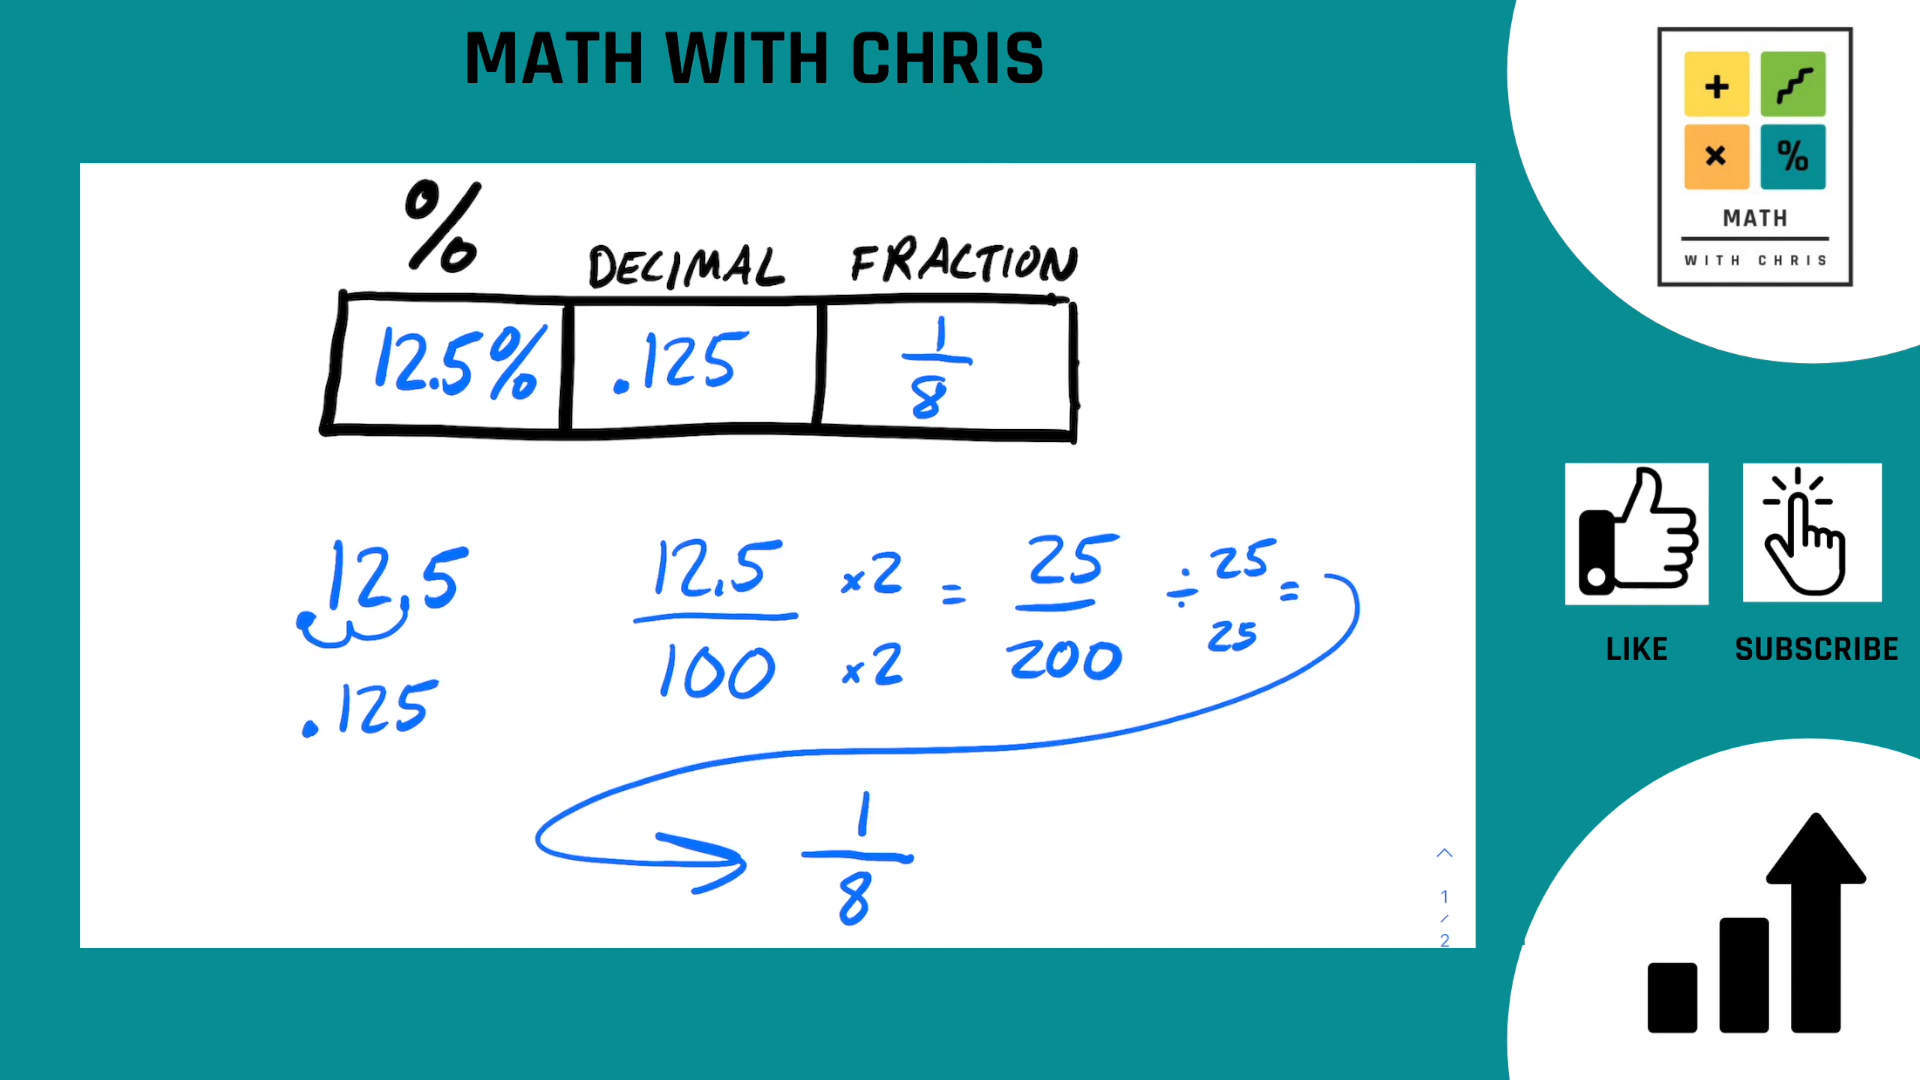 MATH WITH CHRIS
+
×
%
MATH
WITH CHRIS
%
DECIMAL FRACTION
12.5% .125 1/8
12.5
.125
12.5/100 ×2/×2 = 25/200 ÷ 25/25 =
1/8
LIKE SUBSCRIBE
1
/
2